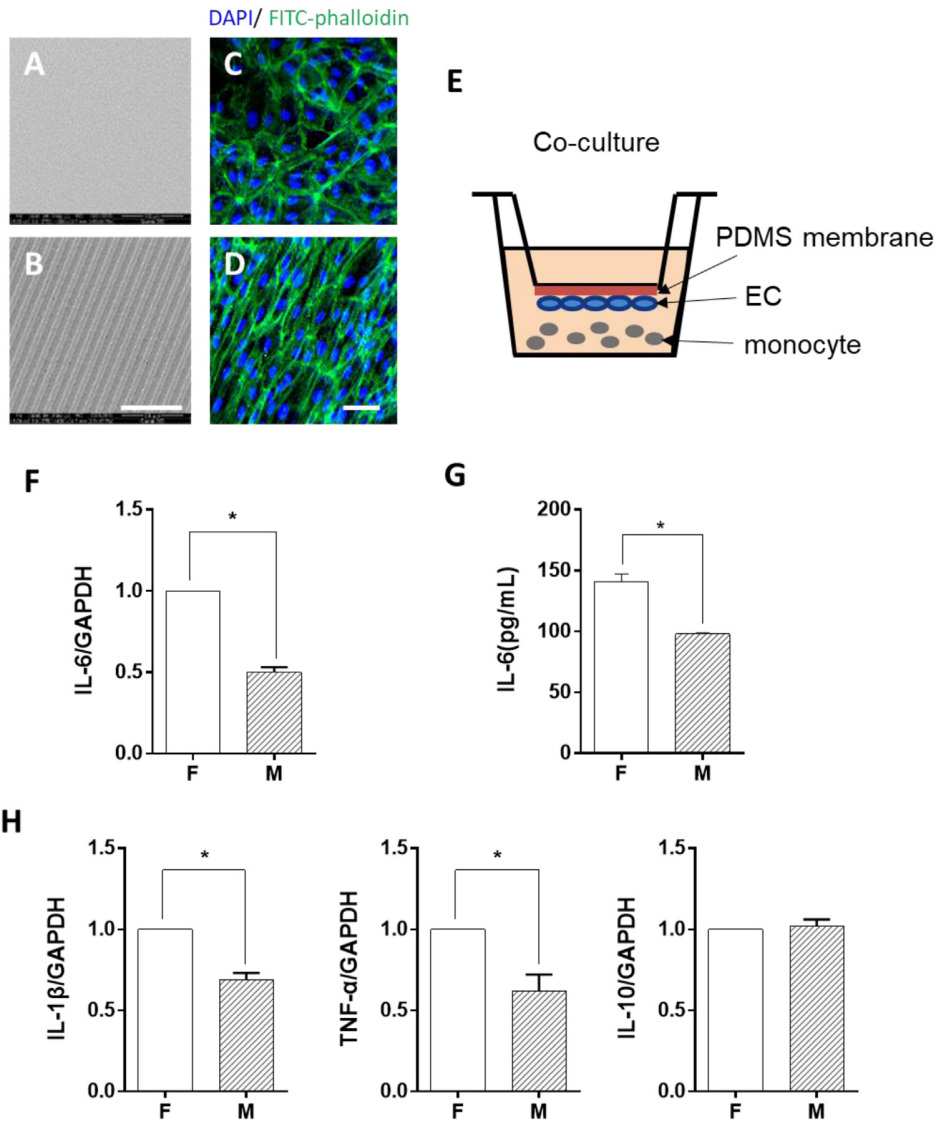 DAPI/ FITC-phalloidin
A
C
E
Co-culture
PDMS membrane
EC
monocyte
B
D
F
1.5
*
1.0
IL-6/GAPDH
0.5
0.0
F M
G
200
*
150
IL-6(pg/mL)
100
50
0
F M
H
1.5
*
1.0
IL-1β/GAPDH
0.5
0.0
F M
1.5
*
1.0
TNF-α/GAPDH
0.5
0.0
F M
1.5
1.0
IL-10/GAPDH
0.5
0.0
F M